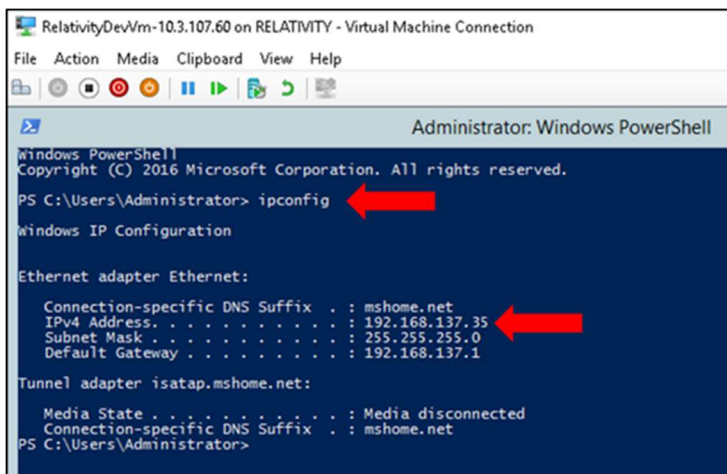 RelativityDevVm-10.3.107.60 on RELATIVITY - Virtual Machine Connection
File Action Media Clipboard View Help
Administrator: Windows PowerShell
Windows PowerShell
Copyright (C) 2016 Microsoft Corporation. All rights reserved.
PS C:\Users\Administrator> ipconfig
Windows IP Configuration
Ethernet adapter Ethernet:
Connection-specific DNS Suffix . : mshome.net
IPv4 Address. . . . . . . . . . . : 192.168.137.35
Subnet Mask . . . . . . . . . . . : 255.255.255.0
Default Gateway . . . . . . . . . : 192.168.137.1
Tunnel adapter isatap.mshome.net:
Media State . . . . . . . . . . . : Media disconnected
Connection-specific DNS Suffix . : mshome.net
PS C:\Users\Administrator>